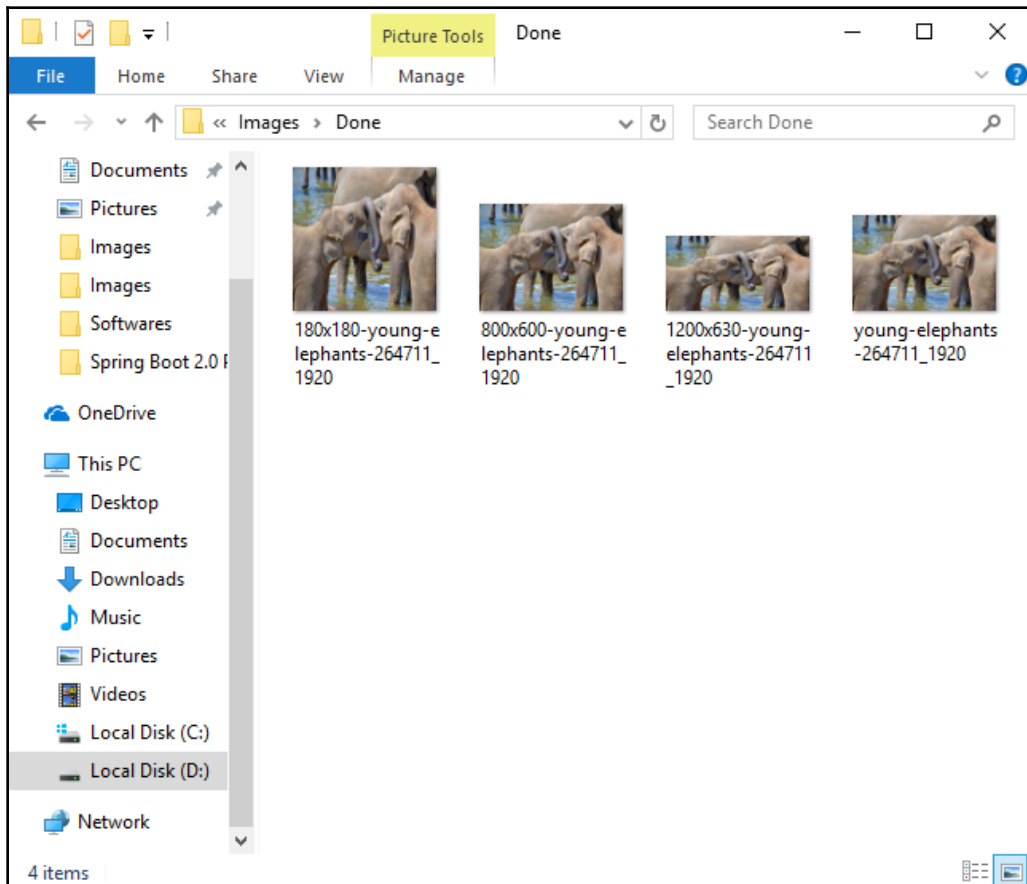 Picture Tools
Done
File
Home
Share
View
Manage
« Images › Done
Search Done
Documents
Pictures
Images
Images
Softwares
Spring Boot 2.0
OneDrive
This PC
Desktop
Documents
Downloads
Music
Pictures
Videos
Local Disk (C:)
Local Disk (D:)
Network
180x180-young-e
lephants-264711_
1920
800x600-young-e
lephants-264711_
1920
1200x630-young-
elephants-264711
_1920
young-elephants
-264711_1920
4 items